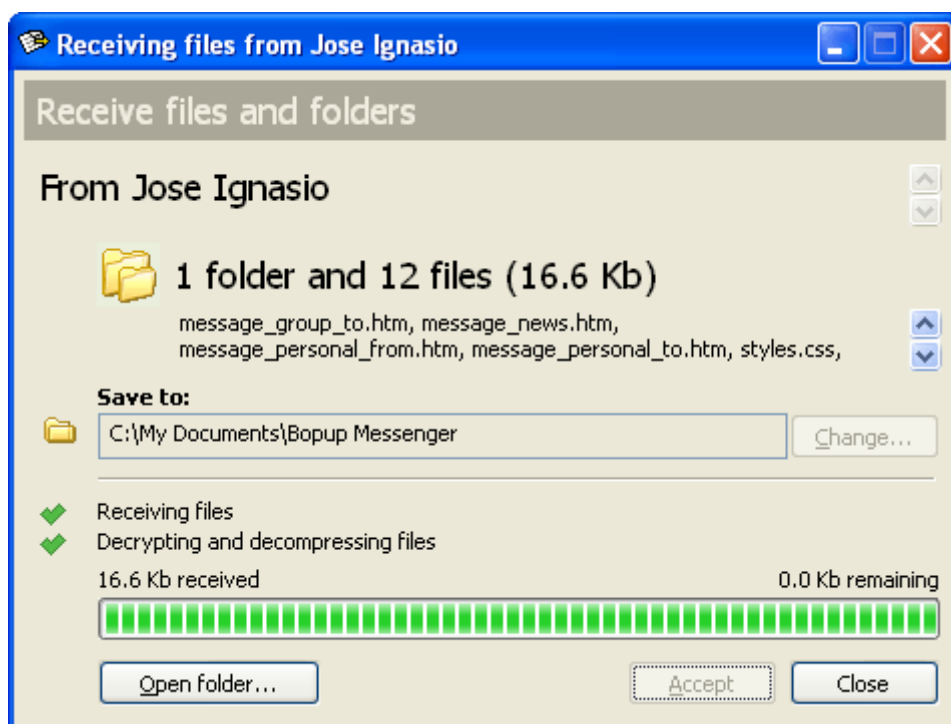 Receiving files from Jose Ignasio
Receive files and folders
From Jose Ignasio
1 folder and 12 files (16.6 Kb)
message_group_to.htm, message_news.htm,
message_personal_from.htm, message_personal_to.htm, styles.css,
Save to:
C:\My Documents\Bopup Messenger
Change...
Receiving files
Decrypting and decompressing files
16.6 Kb received 0.0 Kb remaining
Open folder... Accept Close